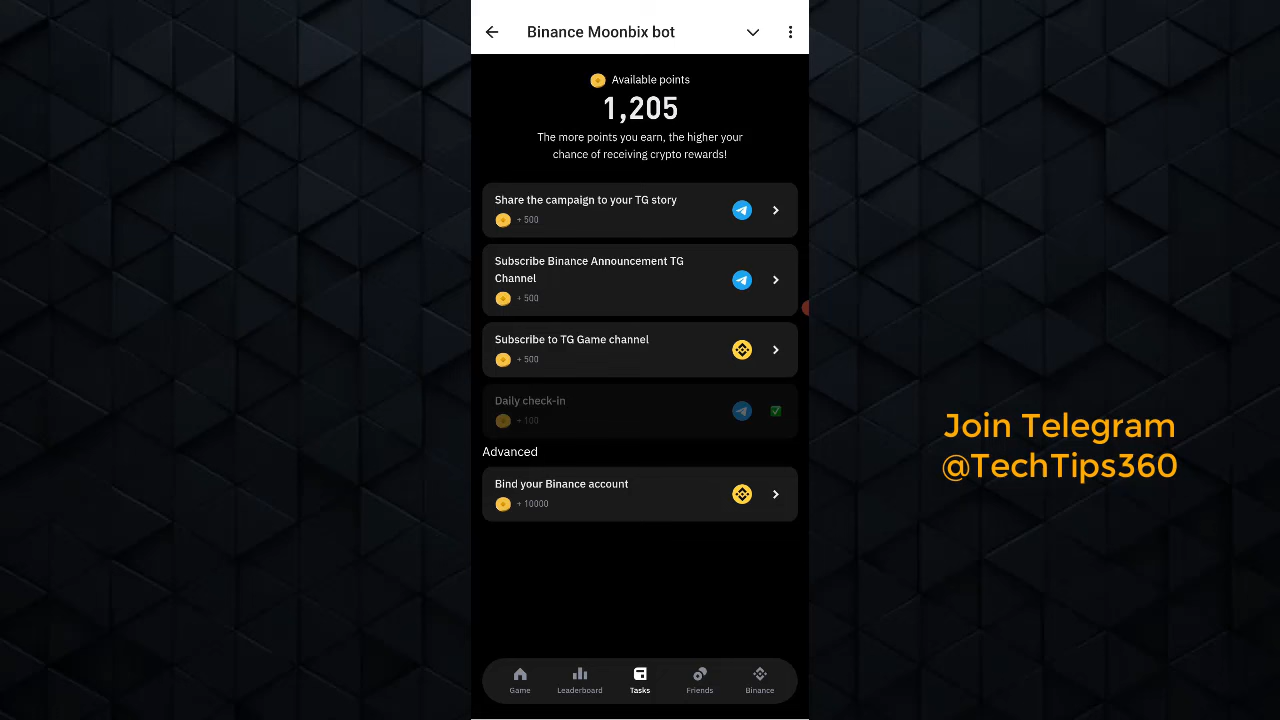 Binance Moonbix bot
Available points
1,205
The more points you earn, the higher your
chance of receiving crypto rewards!
Share the campaign to your TG story
+ 500
Subscribe Binance Announcement TG
Channel
+ 500
Subscribe to TG Game channel
+ 500
Daily check-in
+ 100
Advanced
Bind your Binance account
+ 10000
Game
Leaderboard
Tasks
Friends
Binance
Join Telegram
@TechTips360